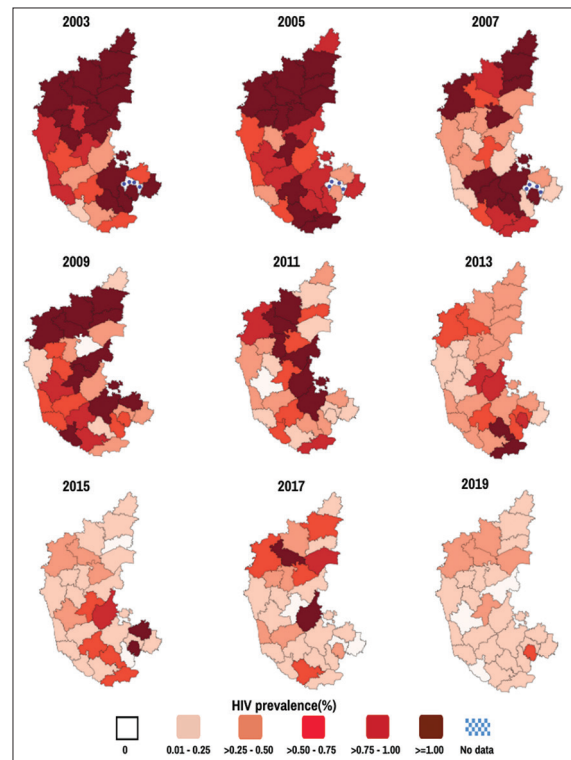 2003 2005 2007
2009 2011 2013
2015 2017 2019
HIV prevalence(%)
0 0.01 - 0.25 >0.25 - 0.50 >0.50 - 0.75 >0.75 - 1.00 >=1.00 No data